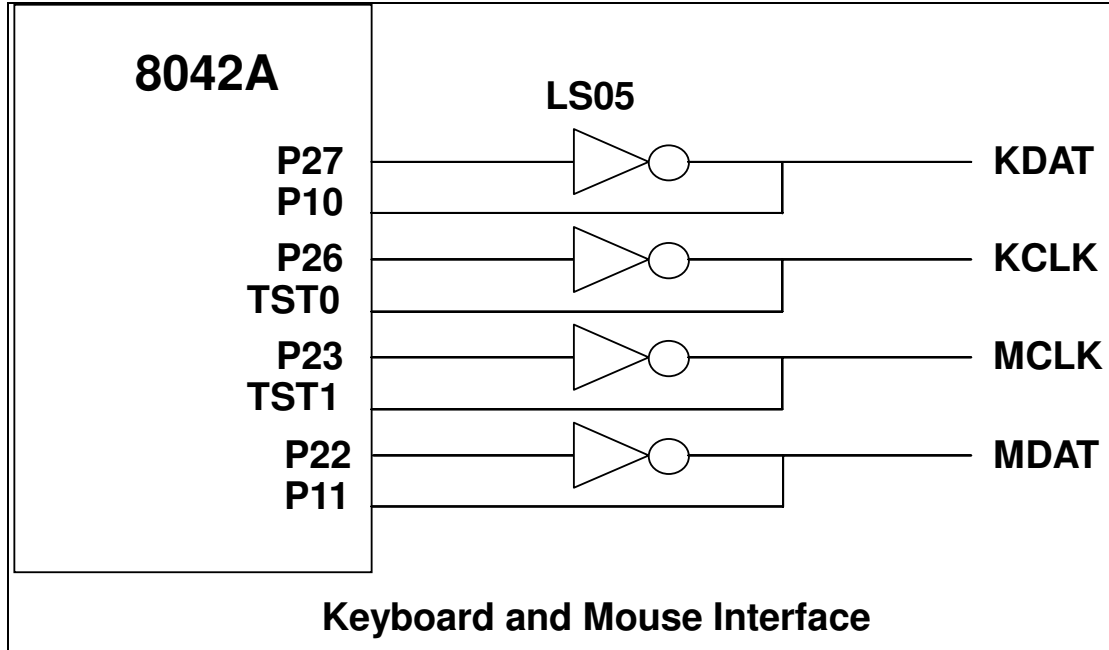 8042A
LS05
P27
KDAT
P10
P26
KCLK
TST0
P23
MCLK
TST1
P22
MDAT
P11
Keyboard and Mouse Interface